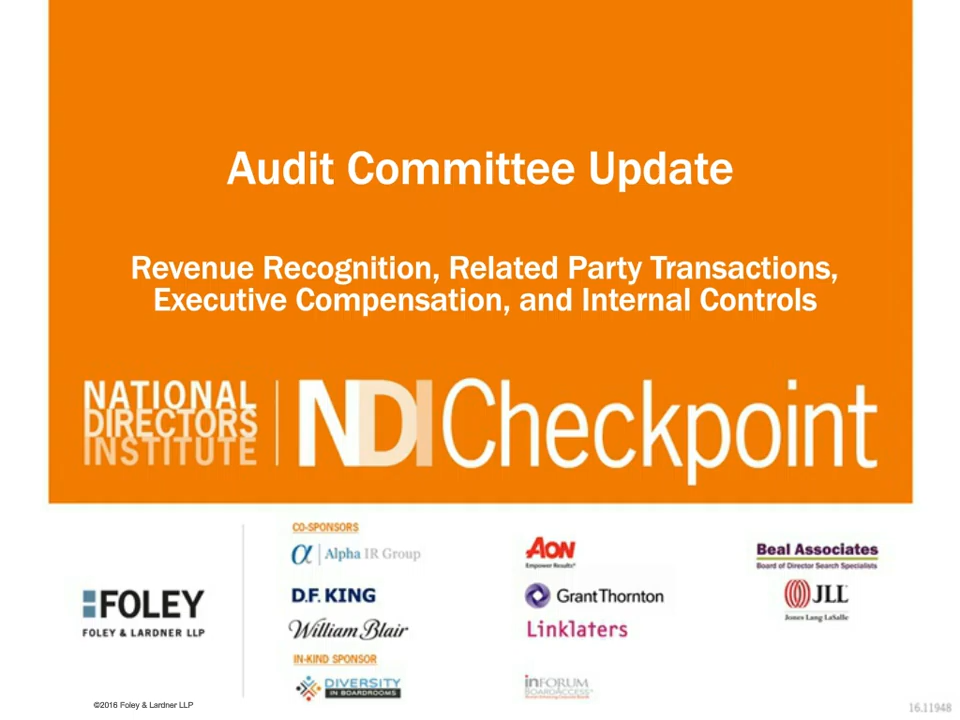 Audit Committee Update
Revenue Recognition, Related Party Transactions,
Executive Compensation, and Internal Controls
NATIONAL
DIRECTORS
INSTITUTE
NDI Checkpoint
CO-SPONSORS
α Alpha IR Group
AON
Empower Results®
Beal Associates
Board of Director Search Specialists
FOLEY
FOLEY & LARDNER LLP
D.F. KING
Grant Thornton
JLL
Jones Lang LaSalle
William Blair
Linklaters
IN-KIND SPONSOR
DIVERSITY
IN BOARDROOMS
INFORUM
BOARDACCESS
©2016 Foley & Lardner LLP
16.11948